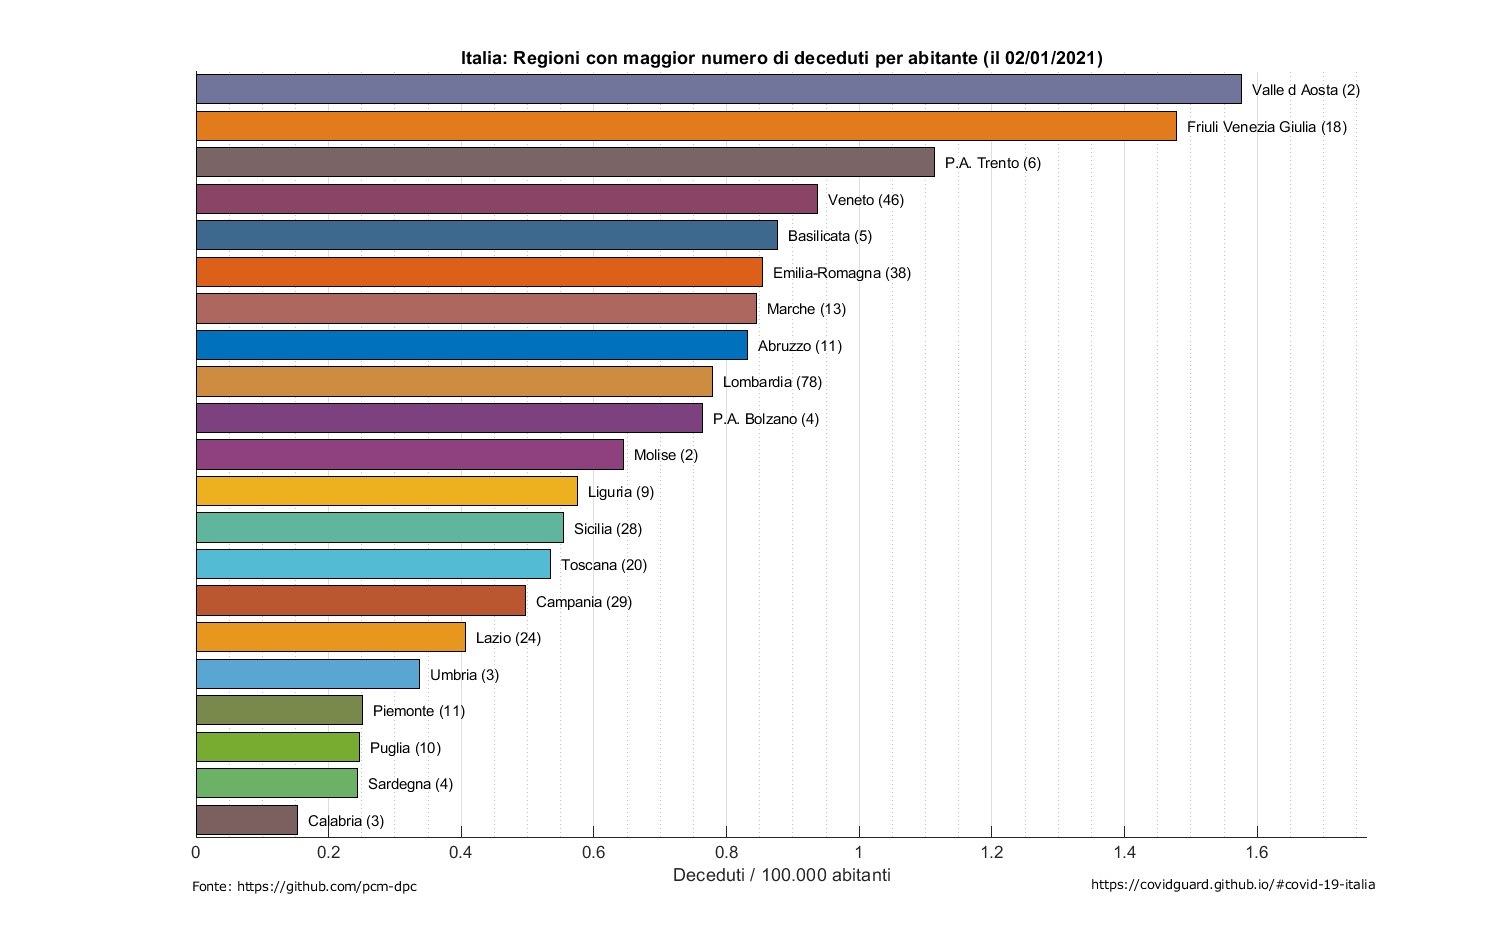 Italia: Regioni con maggior numero di deceduti per abitante (il 02/01/2021)
Valle d Aosta (2)
Friuli Venezia Giulia (18)
P.A. Trento (6)
Veneto (46)
Basilicata (5)
Emilia-Romagna (38)
Marche (13)
Abruzzo (11)
Lombardia (78)
P.A. Bolzano (4)
Molise (2)
Liguria (9)
Sicilia (28)
Toscana (20)
Campania (29)
Lazio (24)
Umbria (3)
Piemonte (11)
Puglia (10)
Sardegna (4)
Calabria (3)
0 0.2 0.4 0.6 0.8 1 1.2 1.4 1.6
Deceduti / 100.000 abitanti
Fonte: https://github.com/pcm-dpc
https://covidguard.github.io/#covid-19-italia